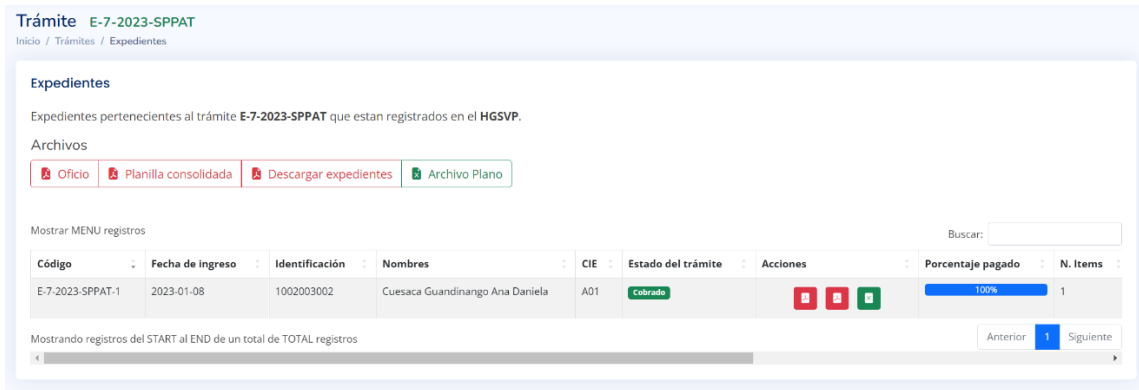 Trámite E-7-2023-SPPAT
Inicio / Trámites / Expedientes
Expedientes
Expedientes pertenecientes al trámite E-7-2023-SPPAT que estan registrados en el HGSVP.
Archivos
Oficio Planilla consolidada Descargar expedientes Archivo Plano
Mostrar MENU registros Buscar:
Código Fecha de ingreso Identificación Nombres CIE Estado del trámite Acciones Porcentaje pagado N. Items
E-7-2023-SPPAT-1 2023-01-08 1002003002 Cuesaca Guandinango Ana Daniela A01 Cobrado 100% 1
Mostrando registros del START al END de un total de TOTAL registros Anterior 1 Siguiente